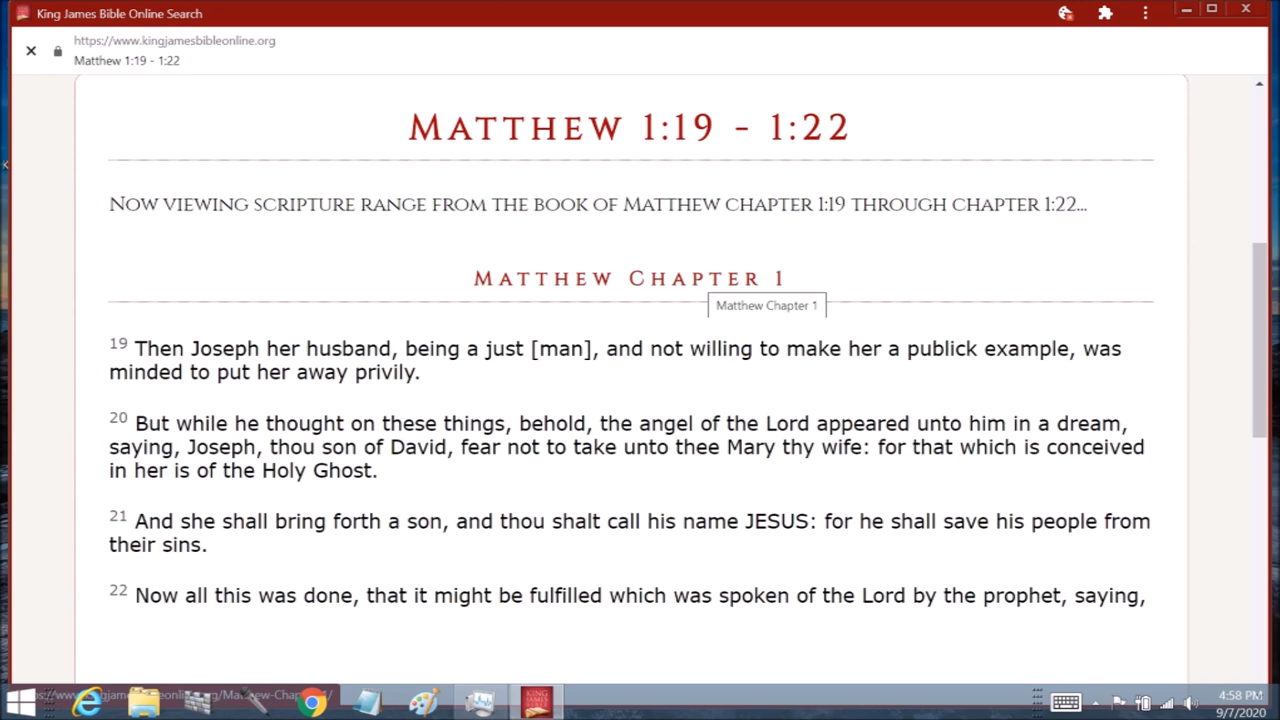 King James Bible Online Search
https://www.kingjamesbibleonline.org
Matthew 1:19 - 1:22
Matthew 1:19 - 1:22
Now viewing scripture range from the book of Matthew chapter 1:19 through chapter 1:22...
Matthew Chapter 1
Matthew Chapter 1
19 Then Joseph her husband, being a just [man], and not willing to make her a publick example, was
minded to put her away privily.
20 But while he thought on these things, behold, the angel of the Lord appeared unto him in a dream,
saying, Joseph, thou son of David, fear not to take unto thee Mary thy wife: for that which is conceived
in her is of the Holy Ghost.
21 And she shall bring forth a son, and thou shalt call his name JESUS: for he shall save his people from
their sins.
22 Now all this was done, that it might be fulfilled which was spoken of the Lord by the prophet, saying,
KING
JAMES
BIBLE
4:58 PM
9/7/2020